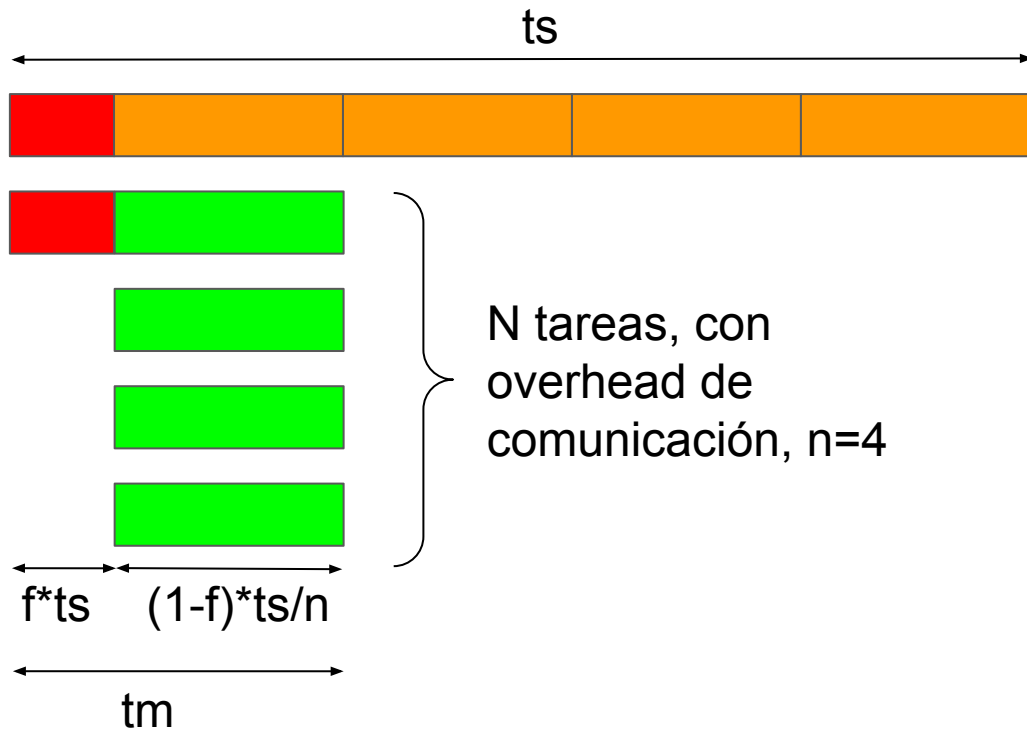 ts
N tareas, con
overhead de
comunicación, n=4
f*ts
(1-f)*ts/n
tm